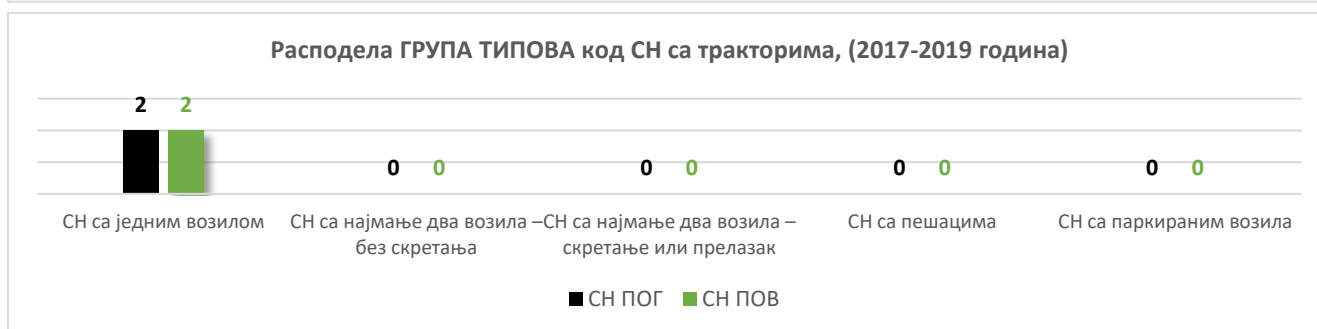 Расподела ГРУПА ТИПОВА код СН са тракторима, (2017-2019 година)
2 2 0 0 0 0 0 0 0 0
СН са једним возилом
СН са најмање два возила –
без скретања
СН са најмање два возила –
скретање или прелазак
СН са пешацима
СН са паркираним возила
СН ПОГ СН ПОВ